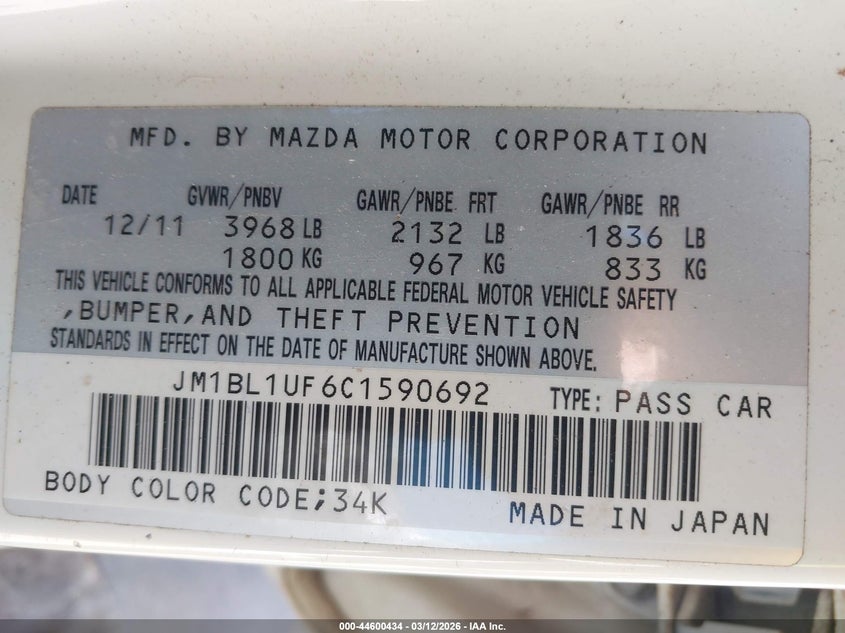 MFD. BY MAZDA MOTOR CORPORATION
DATE GVWR/PNBV GAWR/PNBE FRT GAWR/PNBE RR
12/11 3968 LB 2132 LB 1836 LB
1800 KG 967 KG 833 KG
THIS VEHICLE CONFORMS TO ALL APPLICABLE FEDERAL MOTOR VEHICLE SAFETY
,BUMPER,AND THEFT PREVENTION
STANDARDS IN EFFECT ON THE DATE OF MANUFACTURE SHOWN ABOVE.
JM1BL1UF6C1590692 TYPE: PASS CAR
BODY COLOR CODE;34K
MADE IN JAPAN
000-44600434 - 03/12/2026 - IAA Inc.